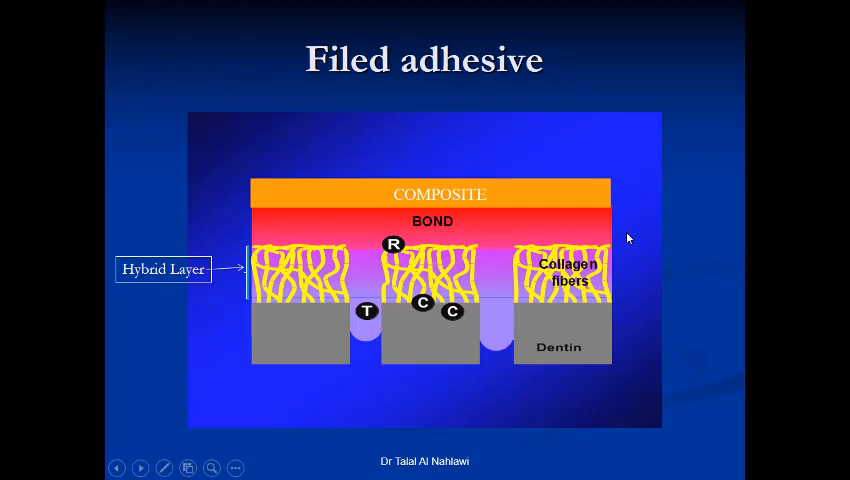 Filed adhesive
COMPOSITE
BOND
R
Hybrid Layer
Collagen
fibers
T
C
C
Dentin
Dr Talal Al Nahlawi